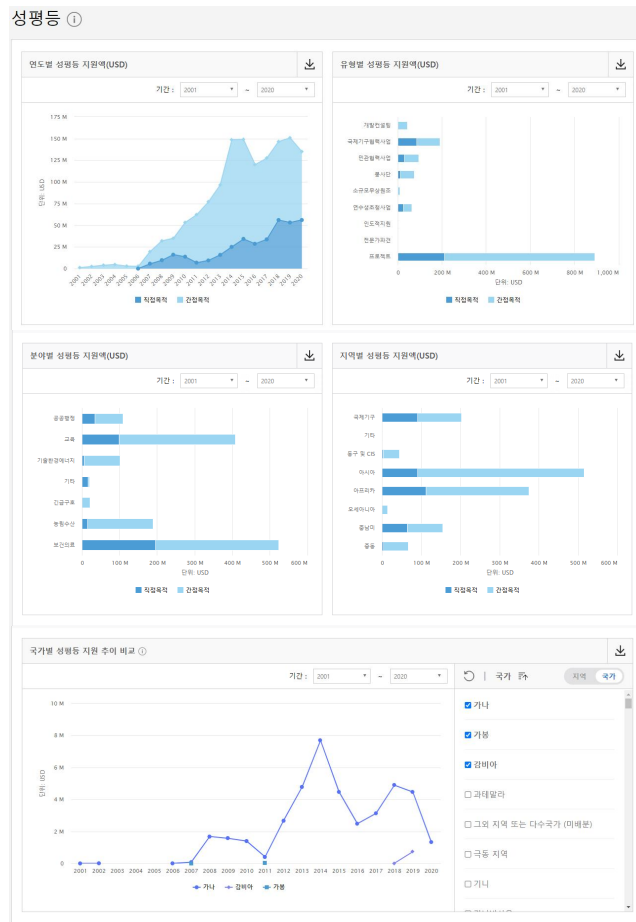 성평등
연도별 성평등 지원액(USD)
기간 : 2001 ~ 2020
175 M
150 M
125 M
100 M
75 M
50 M
25 M
0
단위: USD
2001 2002 2003 2004 2005 2006 2007 2008 2009 2010 2011 2012 2013 2014 2015 2016 2017 2018 2019 2020
직접목적 간접목적
유형별 성평등 지원액(USD)
기간 : 2001 ~ 2020
개발컨설팅
국제기구협력사업
민관협력사업
봉사단
소규모무상원조
연수생초청사업
인도적지원
전문가파견
프로젝트
0 200 M 400 M 600 M 800 M 1,000 M
단위: USD
직접목적 간접목적
분야별 성평등 지원액(USD)
기간 : 2001 ~ 2020
공공행정
교육
기술환경에너지
기타
긴급구호
농림수산
보건의료
0 100 M 200 M 300 M 400 M 500 M 600 M
단위: USD
직접목적 간접목적
지역별 성평등 지원액(USD)
기간 : 2001 ~ 2020
국제기구
기타
동구 및 CIS
아시아
아프리카
오세아니아
중남미
중동
0 100 M 200 M 300 M 400 M 500 M 600 M
단위: USD
직접목적 간접목적
국가별 성평등 지원 추이 비교
기간 : 2001 ~ 2020
10 M
8 M
6 M
4 M
2 M
0
단위: USD
2001 2002 2003 2004 2005 2006 2007 2008 2009 2010 2011 2012 2013 2014 2015 2016 2017 2018 2019 2020
가나 감비아 가봉
국가 지역 국가
가나
가봉
감비아
과테말라
그외 지역 또는 다수국가 (미배분)
극동 지역
기니